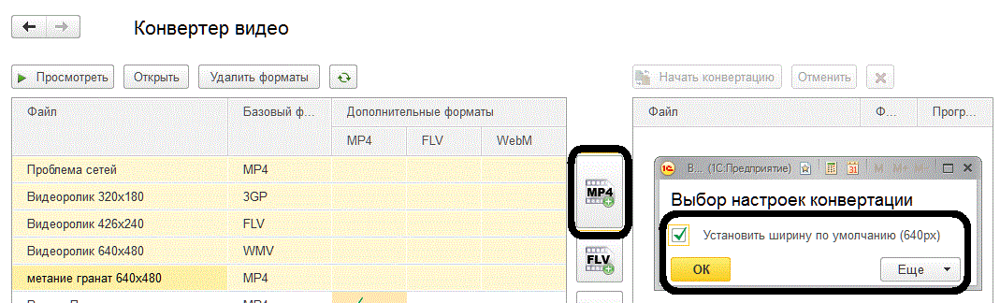 Конвертер видео
Просмотреть Открыть Удалить форматы
Начать конвертацию Отменить
Файл Базовый ф... Дополнительные форматы
MP4 FLV WebM
Файл Ф... Прогр...
Проблема сетей MP4
Видеоролик 320x180 3GP
Видеоролик 426x240 FLV
Видеоролик 640x480 WMV
метание гранат 640x480 MP4
MP4
FLV
1С В... (1С:Предприятие) 31 M M+ M-
Выбор настроек конвертации
Установить ширину по умолчанию (640px)
ОК Еще